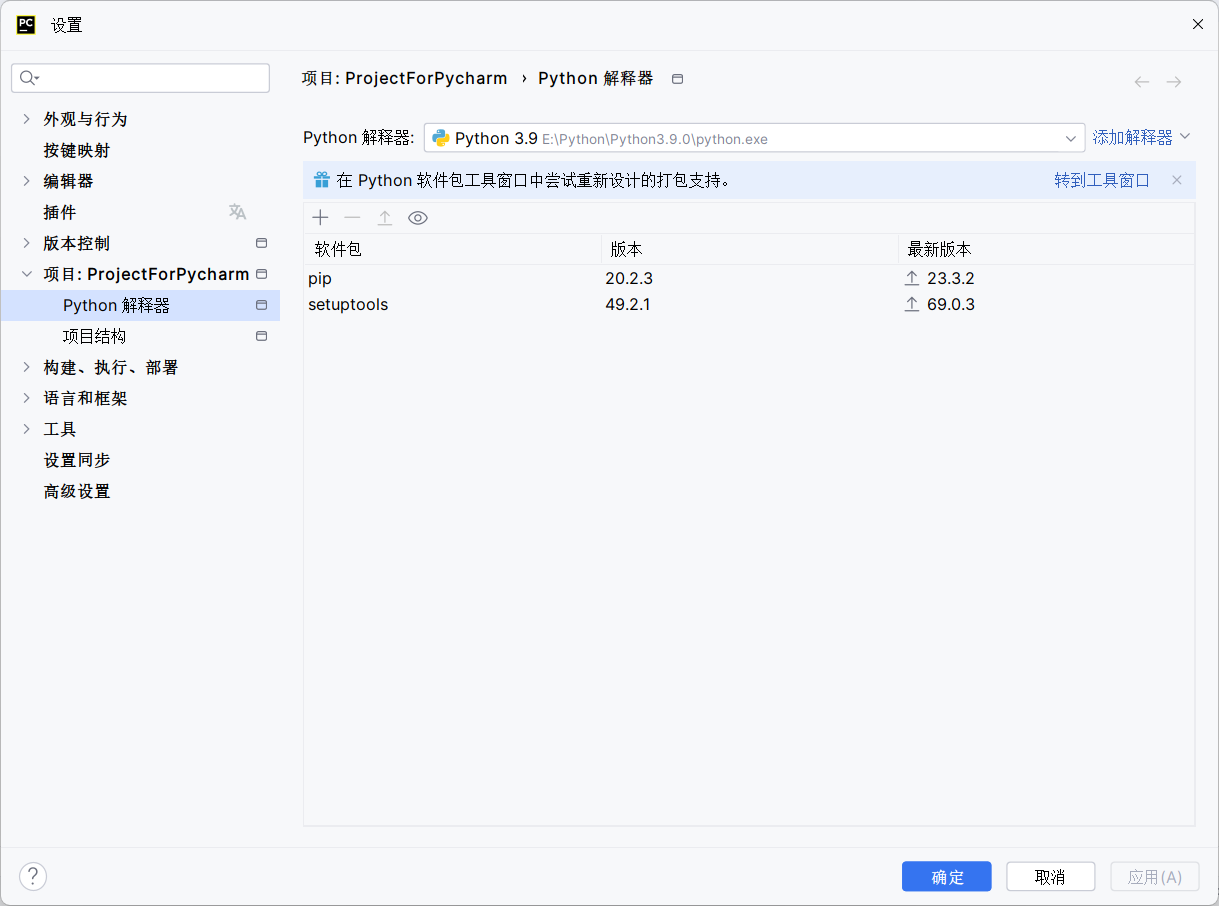 PC 设置
项目: ProjectForPycharm › Python 解释器
外观与行为
按键映射
编辑器
插件
版本控制
项目: ProjectForPycharm
Python 解释器
项目结构
构建、执行、部署
语言和框架
工具
设置同步
高级设置
Python 解释器: Python 3.9 E:\Python\Python3.9.0\python.exe 添加解释器
在 Python 软件包工具窗口中尝试重新设计的打包支持。 转到工具窗口
软件包 版本 最新版本
pip 20.2.3 23.3.2
setuptools 49.2.1 69.0.3
? 确定 取消 应用(A)